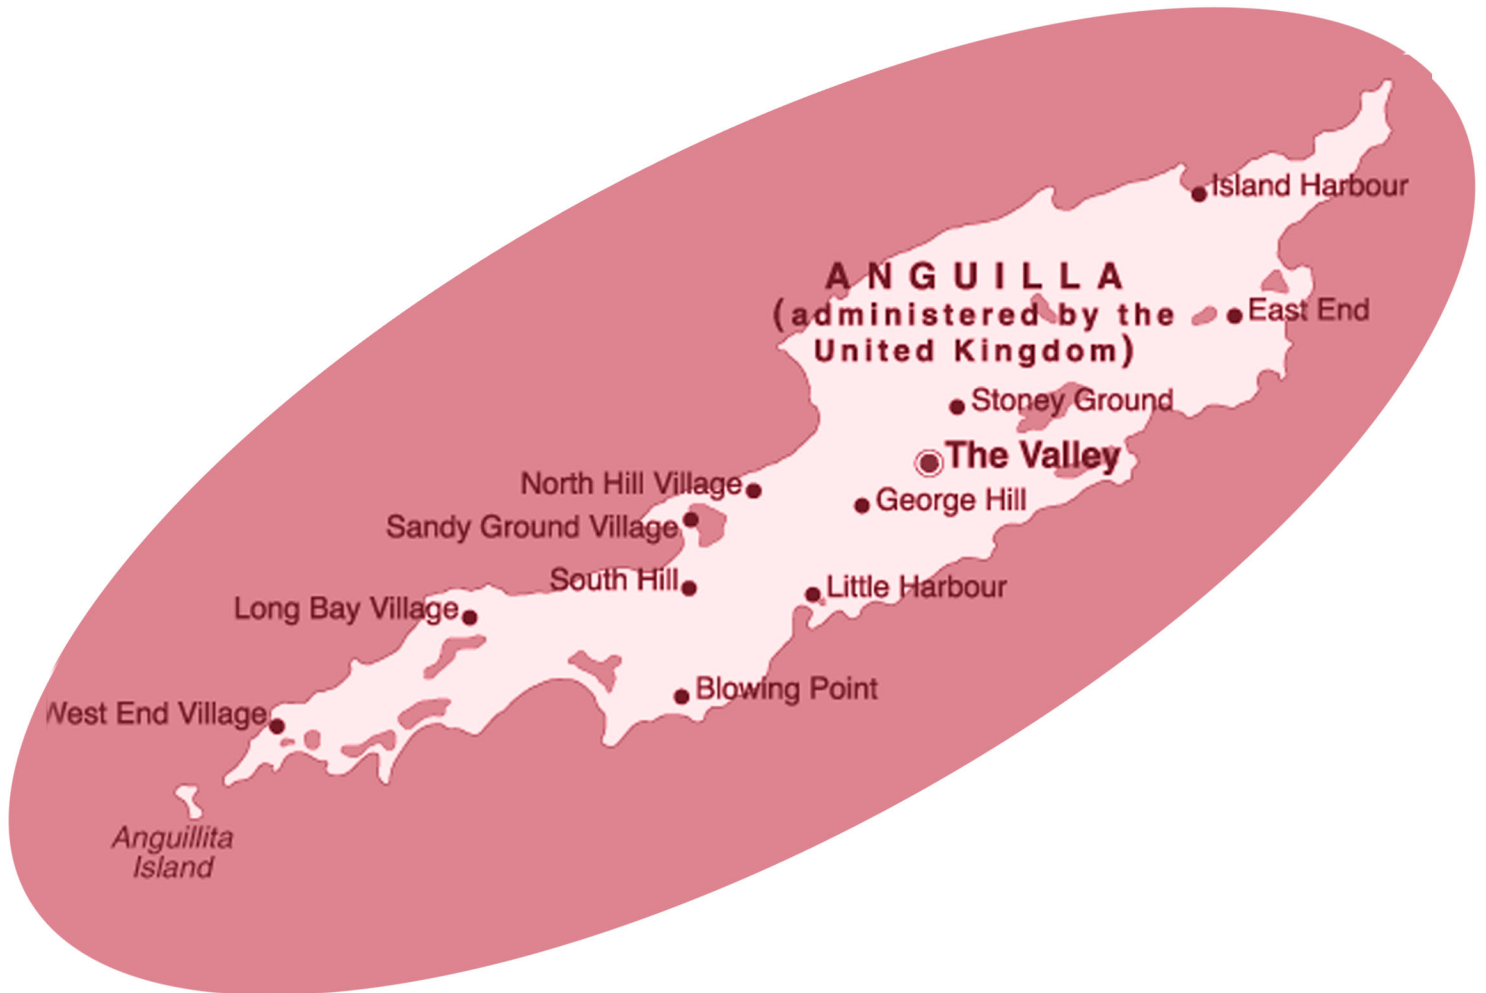 Island Harbour
ANGUILLA
(administered by the
United Kingdom)
East End
Stoney Ground
The Valley
North Hill Village
George Hill
Sandy Ground Village
South Hill
Little Harbour
Long Bay Village
Blowing Point
West End Village
Anguillita
Island